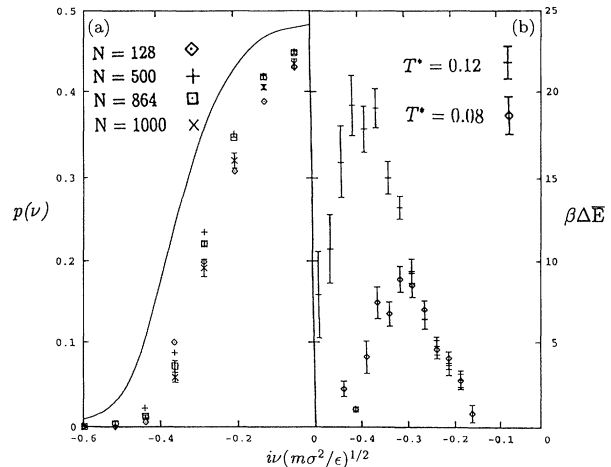 (a)
N = 128
N = 500
N = 864
N = 1000
p(ν)
0.5
0.4
0.3
0.2
0.1
0
-0.6
-0.4
-0.2
0
(b)
T* = 0.12
T* = 0.08
25
20
15
10
5
0
βΔE̅
-0.4
-0.3
-0.2
-0.1
0
iν(mσ²/ϵ)^1/2